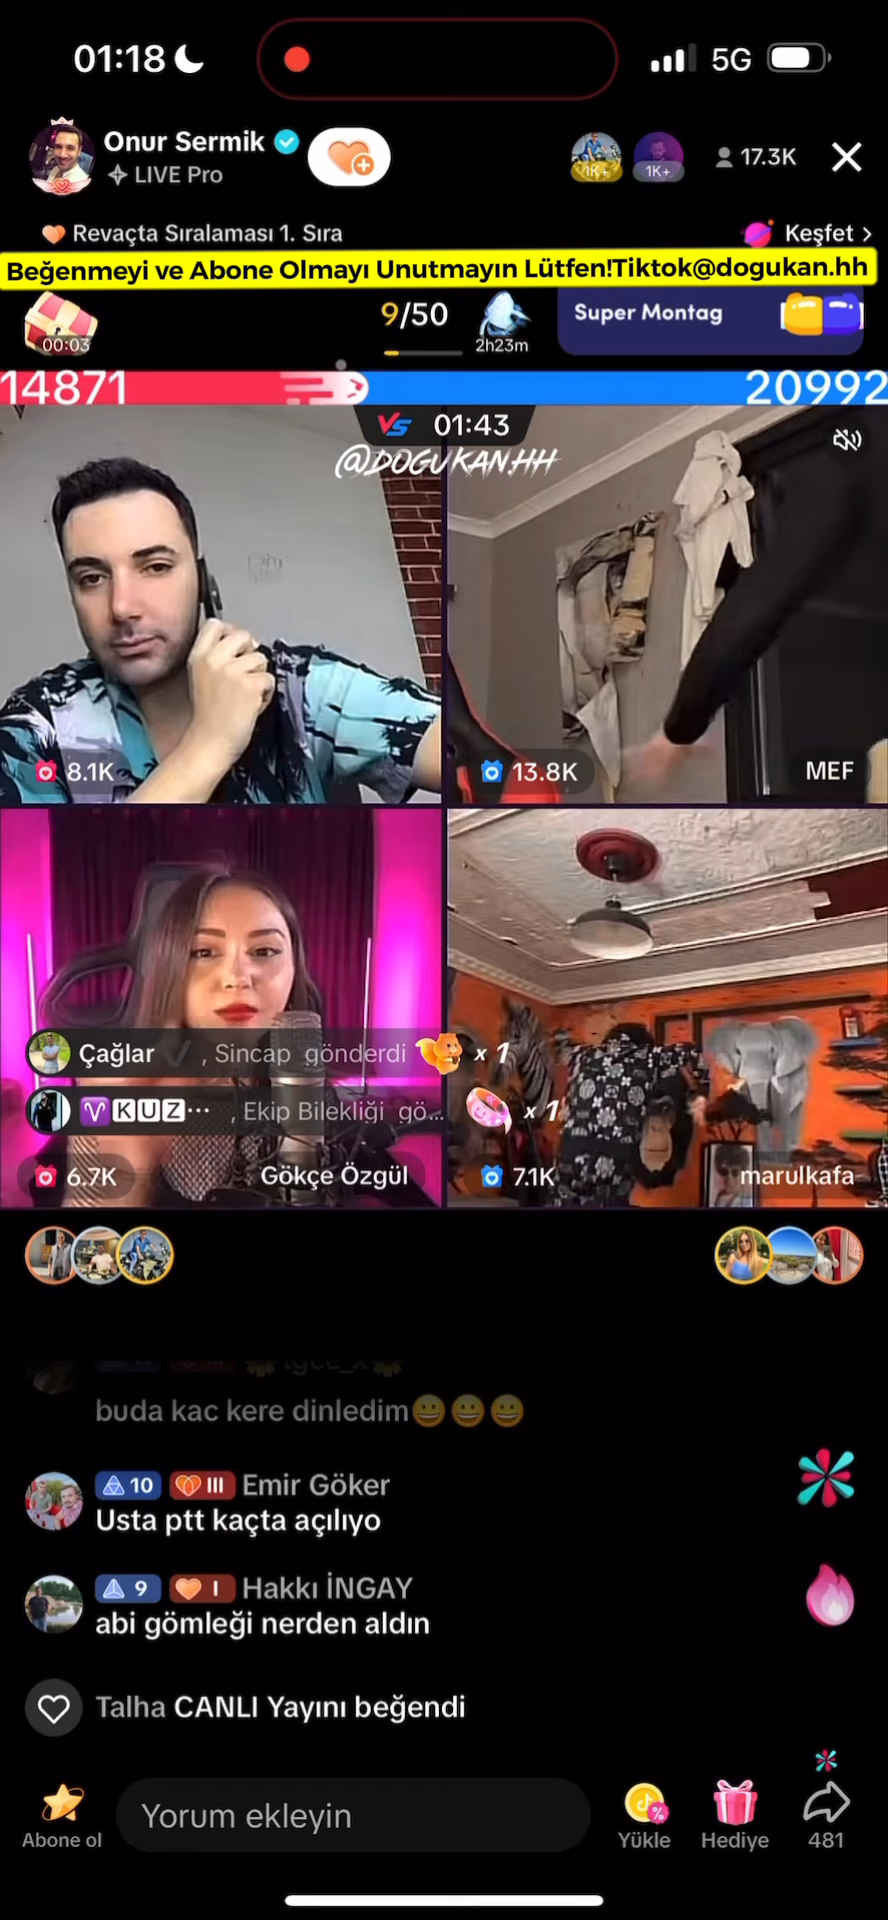 01:18
5G
Onur Sermik
LIVE Pro
1K+
1K+
17.3K
Revaçta Sıralaması 1. Sıra
Keşfet >
Beğenmeyi ve Abone Olmayı Unutmayın Lütfen!Tiktok@dogukan.hh
00:03
9/50
2h23m
Super Montag
14871
20992
VS 01:43
@DOGUKAN.HH
8.1K
13.8K
MEF
Çağlar , Sincap gönderdi x 1
KUZ... , Ekip Bilekliği gö... x 1
6.7K
Gökçe Özgül
7.1K
marulkafa
buda kac kere dinledim😀😀😀
10 III Emir Göker
Usta ptt kaçta açılıyo
9 I Hakkı İNGAY
abi gömleği nerden aldın
Talha CANLI Yayını beğendi
Abone ol
Yorum ekleyin
Yükle
Hediye
481